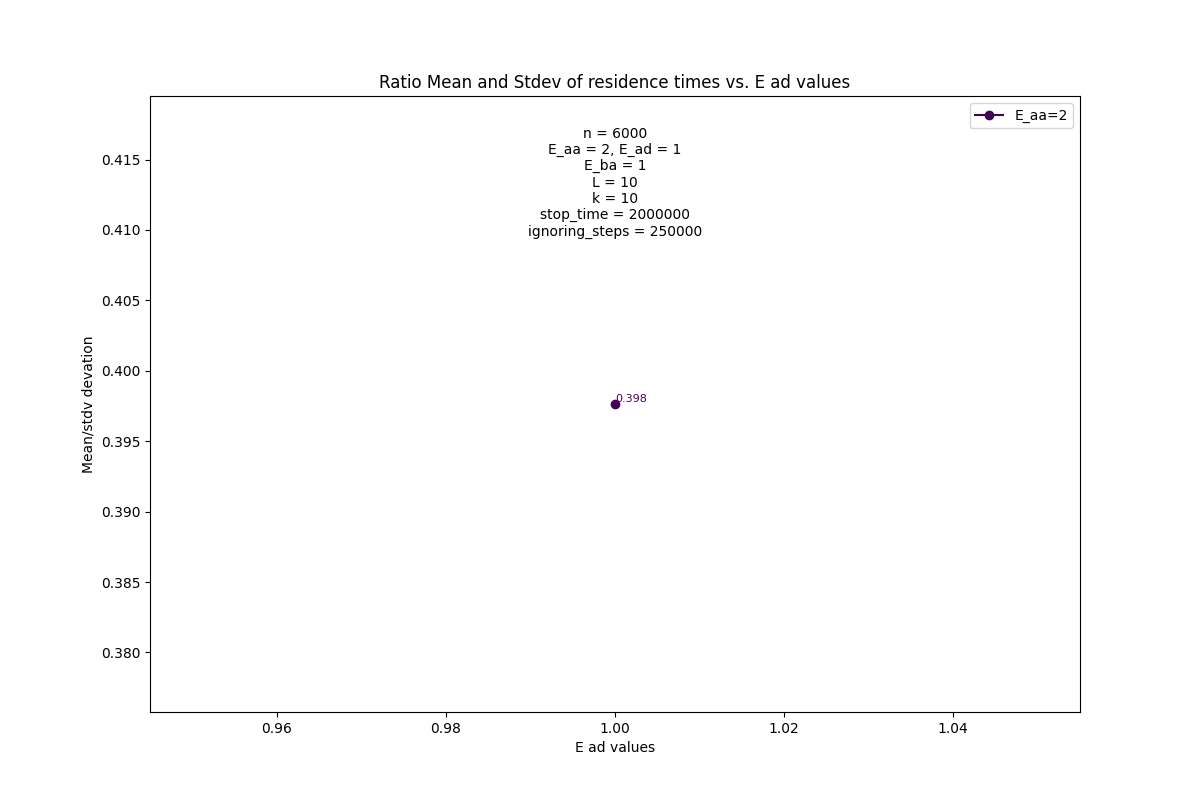 Ratio Mean and Stdev of residence times vs. E ad values
E_aa=2
n = 6000
E_aa = 2, E_ad = 1
E_ba = 1
L = 10
k = 10
stop_time = 2000000
ignoring_steps = 250000
0.415
0.410
0.405
0.400
0.395
0.390
0.385
0.380
Mean/stdv devation
0.398
0.96 0.98 1.00 1.02 1.04
E ad values